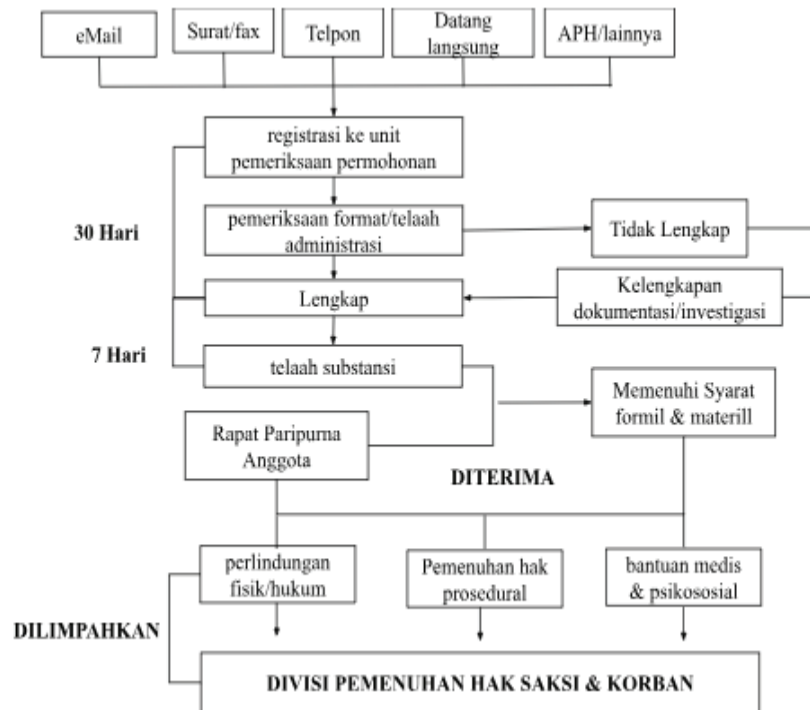 eMail
Surat/fax
Telpon
Datang
langsung
APH/lainnya
registrasi ke unit
pemeriksaan permohonan
30 Hari
pemeriksaan format/telaah
administrasi
Tidak Lengkap
Lengkap
Kelengkapan
dokumentasi/investigasi
7 Hari
telaah substansi
Memenuhi Syarat
formil & materill
Rapat Paripurna
Anggota
DITERIMA
perlindungan
fisik/hukum
Pemenuhan hak
prosedural
bantuan medis
& psikososial
DILIMPAHKAN
DIVISI PEMENUHAN HAK SAKSI & KORBAN